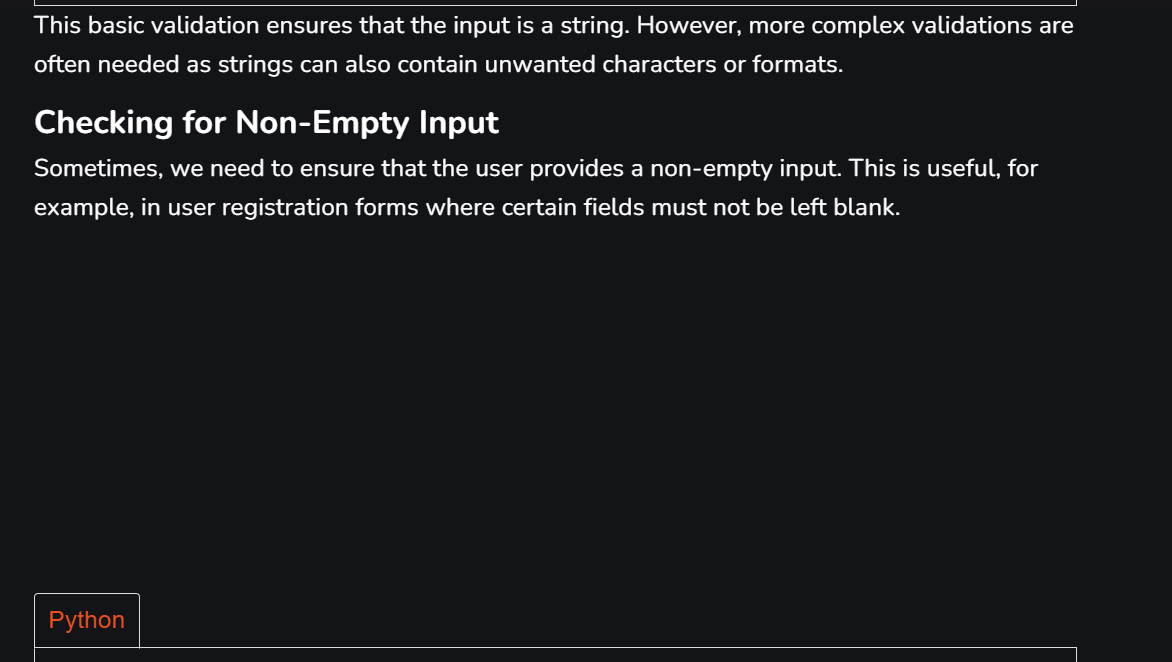 This basic validation ensures that the input is a string. However, more complex validations are
often needed as strings can also contain unwanted characters or formats.
Checking for Non-Empty Input
Sometimes, we need to ensure that the user provides a non-empty input. This is useful, for
example, in user registration forms where certain fields must not be left blank.
Python